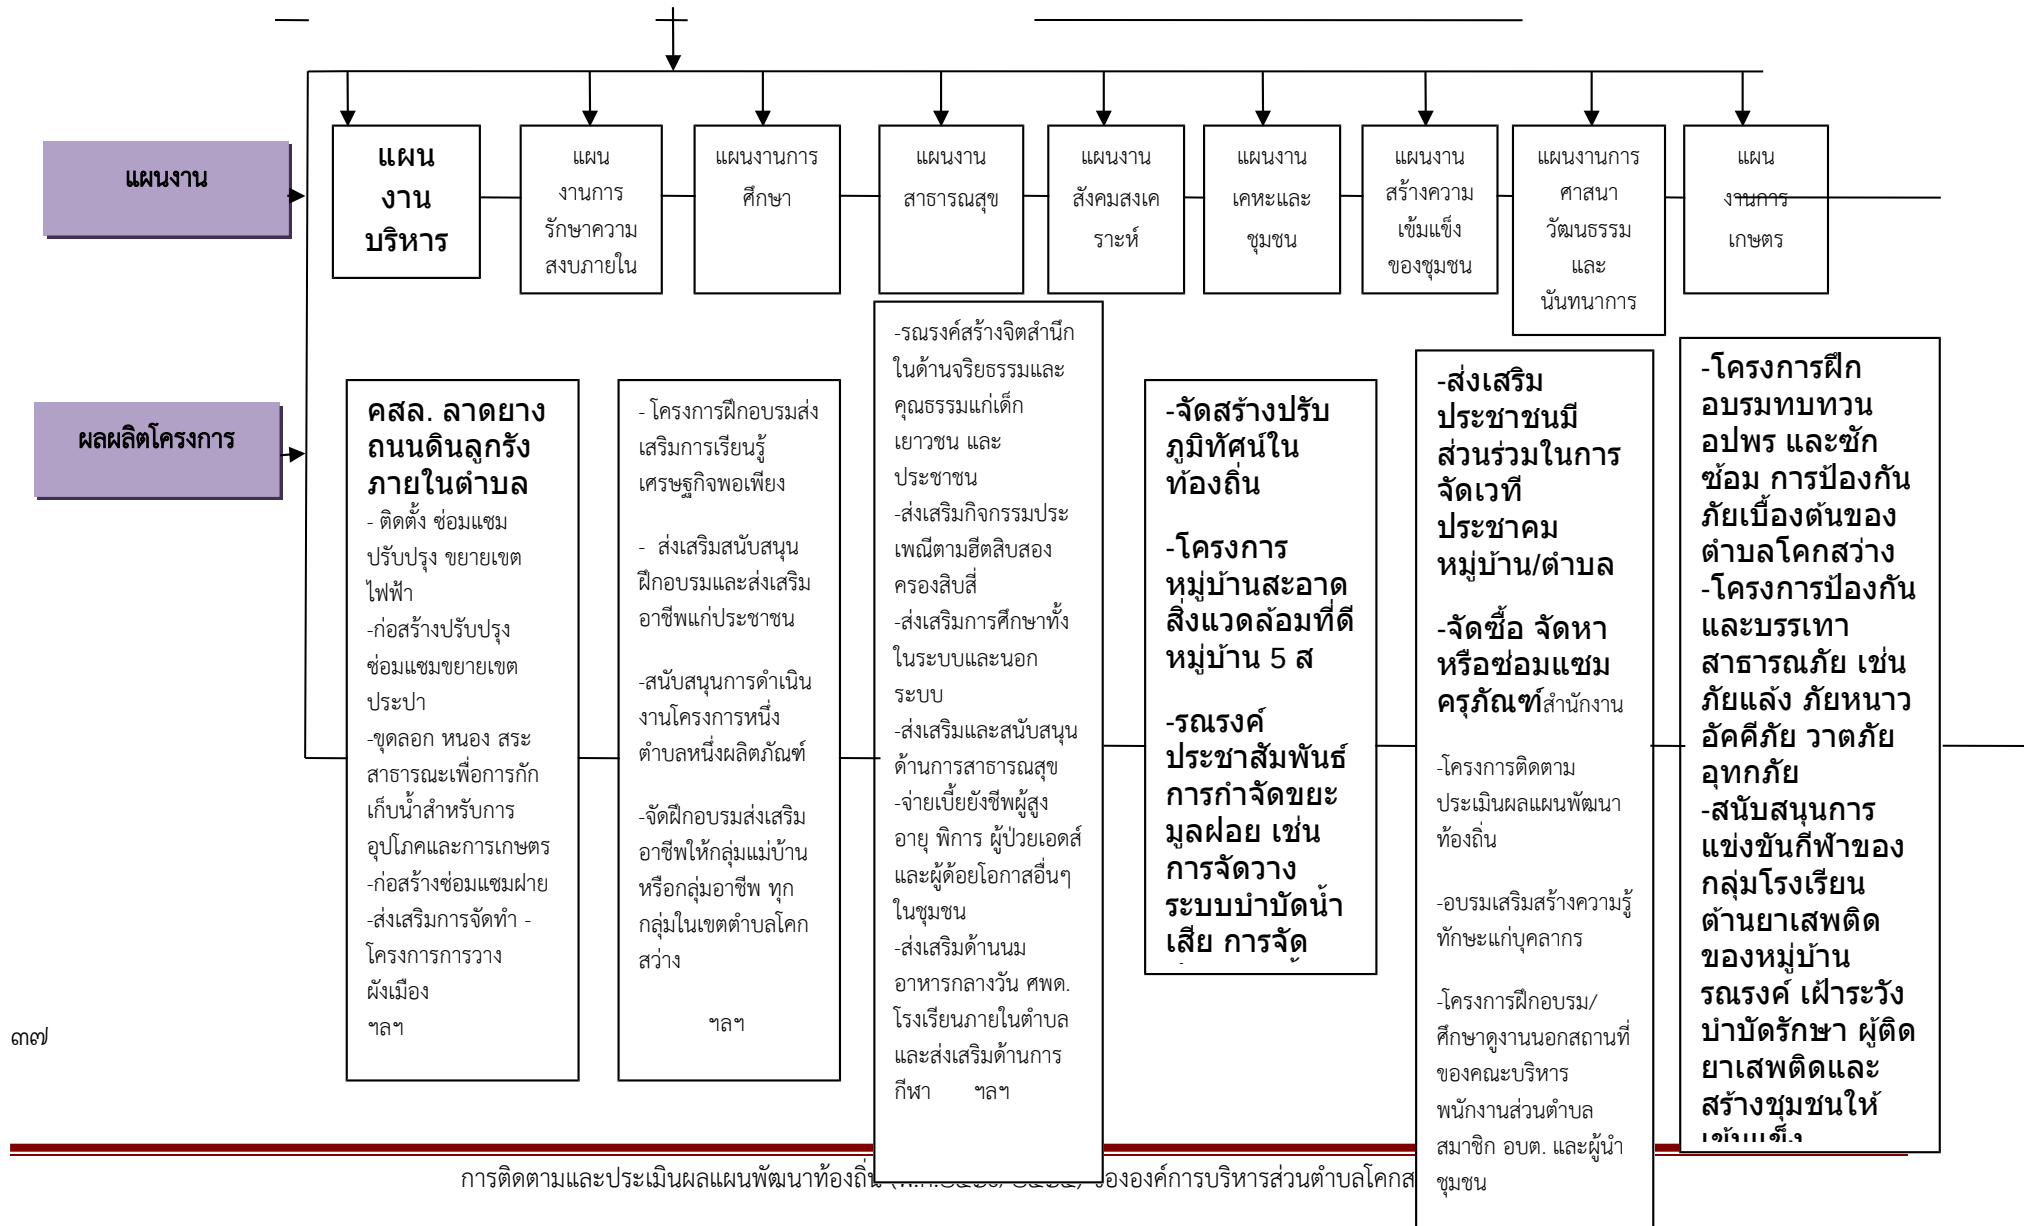 แผนงาน
แผน
งาน
บริหาร
แผน
งานการ
รักษาความ
สงบภายใน
แผนงานการ
ศึกษา
แผนงาน
สาธารณสุข
แผนงาน
สังคมสงเค
ราะห์
แผนงาน
เคหะและ
ชุมชน
แผนงาน
สร้างความ
เข้มแข็ง
ของชุมชน
แผนงานการ
ศาสนา
วัฒนธรรม
และ
นันทนาการ
แผน
งานการ
เกษตร
ผลผลิตโครงการ
คสล. ลาดยาง
ถนนดินลูกรัง
ภายในตำบล
- ติดตั้ง ซ่อมแซม
ปรับปรุง ขยายเขต
ไฟฟ้า
-ก่อสร้างปรับปรุง
ซ่อมแซมขยายเขต
ประปา
-ขุดลอก หนอง สระ
สาธารณะเพื่อการกัก
เก็บน้ำสำหรับการ
อุปโภคและการเกษตร
-ก่อสร้างซ่อมแซมฝาย
-ส่งเสริมการจัดทำ -
โครงการการวาง
ผังเมือง
ฯลฯ
- โครงการฝึกอบรมส่ง
เสริมการเรียนรู้
เศรษฐกิจพอเพียง
- ส่งเสริมสนับสนุน
ฝึกอบรมและส่งเสริม
อาชีพแก่ประชาชน
-สนับสนุนการดำเนิน
งานโครงการหนึ่ง
ตำบลหนึ่งผลิตภัณฑ์
-จัดฝึกอบรมส่งเสริม
อาชีพให้กลุ่มแม่บ้าน
หรือกลุ่มอาชีพ ทุก
กลุ่มในเขตตำบลโคก
สว่าง
ฯลฯ
-รณรงค์สร้างจิตสำนึก
ในด้านจริยธรรมและ
คุณธรรมแก่เด็ก
เยาวชน และ
ประชาชน
-ส่งเสริมกิจกรรมประ
เพณีตามฮีตสิบสอง
ครองสิบสี่
-ส่งเสริมการศึกษาทั้ง
ในระบบและนอก
ระบบ
-ส่งเสริมและสนับสนุน
ด้านการสาธารณสุข
-จ่ายเบี้ยยังชีพผู้สูง
อายุ พิการ ผู้ป่วยเอดส์
และผู้ด้อยโอกาสอื่นๆ
ในชุมชน
-ส่งเสริมด้านนม
อาหารกลางวัน ศพด.
โรงเรียนภายในตำบล
และส่งเสริมด้านการ
กีฬา ฯลฯ
-จัดสร้างปรับ
ภูมิทัศน์ใน
ท้องถิ่น
-โครงการ
หมู่บ้านสะอาด
สิ่งแวดล้อมที่ดี
หมู่บ้าน 5 ส
-รณรงค์
ประชาสัมพันธ์
การกำจัดขยะ
มูลฝอย เช่น
การจัดวาง
ระบบบำบัดน้ำ
เสีย การจัด
-ส่งเสริม
ประชาชนมี
ส่วนร่วมในการ
จัดเวที
ประชาคม
หมู่บ้าน/ตำบล
-จัดซื้อ จัดหา
หรือซ่อมแซม
ครุภัณฑ์สำนักงาน
-โครงการติดตาม
ประเมินผลแผนพัฒนา
ท้องถิ่น
-อบรมเสริมสร้างความรู้
ทักษะแก่บุคลากร
-โครงการฝึกอบรม/
ศึกษาดูงานนอกสถานที่
ของคณะบริหาร
พนักงานส่วนตำบล
สมาชิก อบต. และผู้นำ
ชุมชน
-โครงการฝึก
อบรมทบทวน
อปพร และซัก
ซ้อม การป้องกัน
ภัยเบื้องต้นของ
ตำบลโคกสว่าง
-โครงการป้องกัน
และบรรเทา
สาธารณภัย เช่น
ภัยแล้ง ภัยหนาว
อัคคีภัย วาตภัย
อุทกภัย
-สนับสนุนการ
แข่งขันกีฬาของ
กลุ่มโรงเรียน
ต้านยาเสพติด
ของหมู่บ้าน
รณรงค์ เฝ้าระวัง
บำบัดรักษา ผู้ติด
ยาเสพติดและ
สร้างชุมชนให้
เข้มแข็ง
๓๗
การติดตามและประเมินผลแผนพัฒนาท้องถิ่น องค์การบริหารส่วนตำบลโคกส